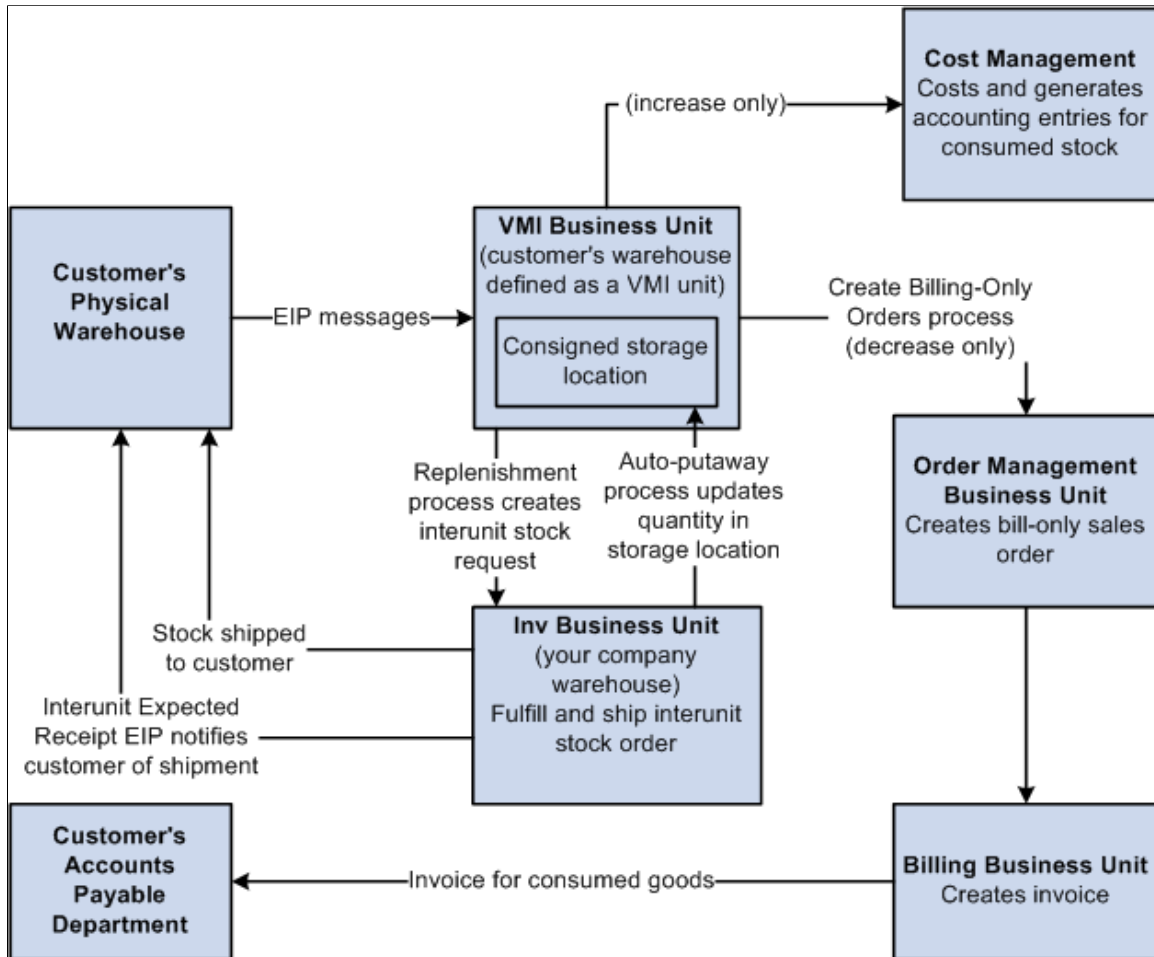 Cost Management
Costs and generates
accounting entries for
consumed stock
(increase only)
Customer's
Physical
Warehouse
EIP messages
VMI Business Unit
(customer's warehouse
defined as a VMI unit)
Consigned storage
location
Create Billing-Only
Orders process
(decrease only)
Replenishment
process creates
interunit stock
request
Auto-putaway
process updates
quantity in
storage location
Order Management
Business Unit
Creates bill-only sales
order
Stock shipped
to customer
Inv Business Unit
(your company
warehouse)
Fulfill and ship interunit
stock order
Interunit Expected
Receipt EIP notifies
customer of shipment
Customer's
Accounts
Payable
Department
Invoice for consumed goods
Billing Business Unit
Creates invoice